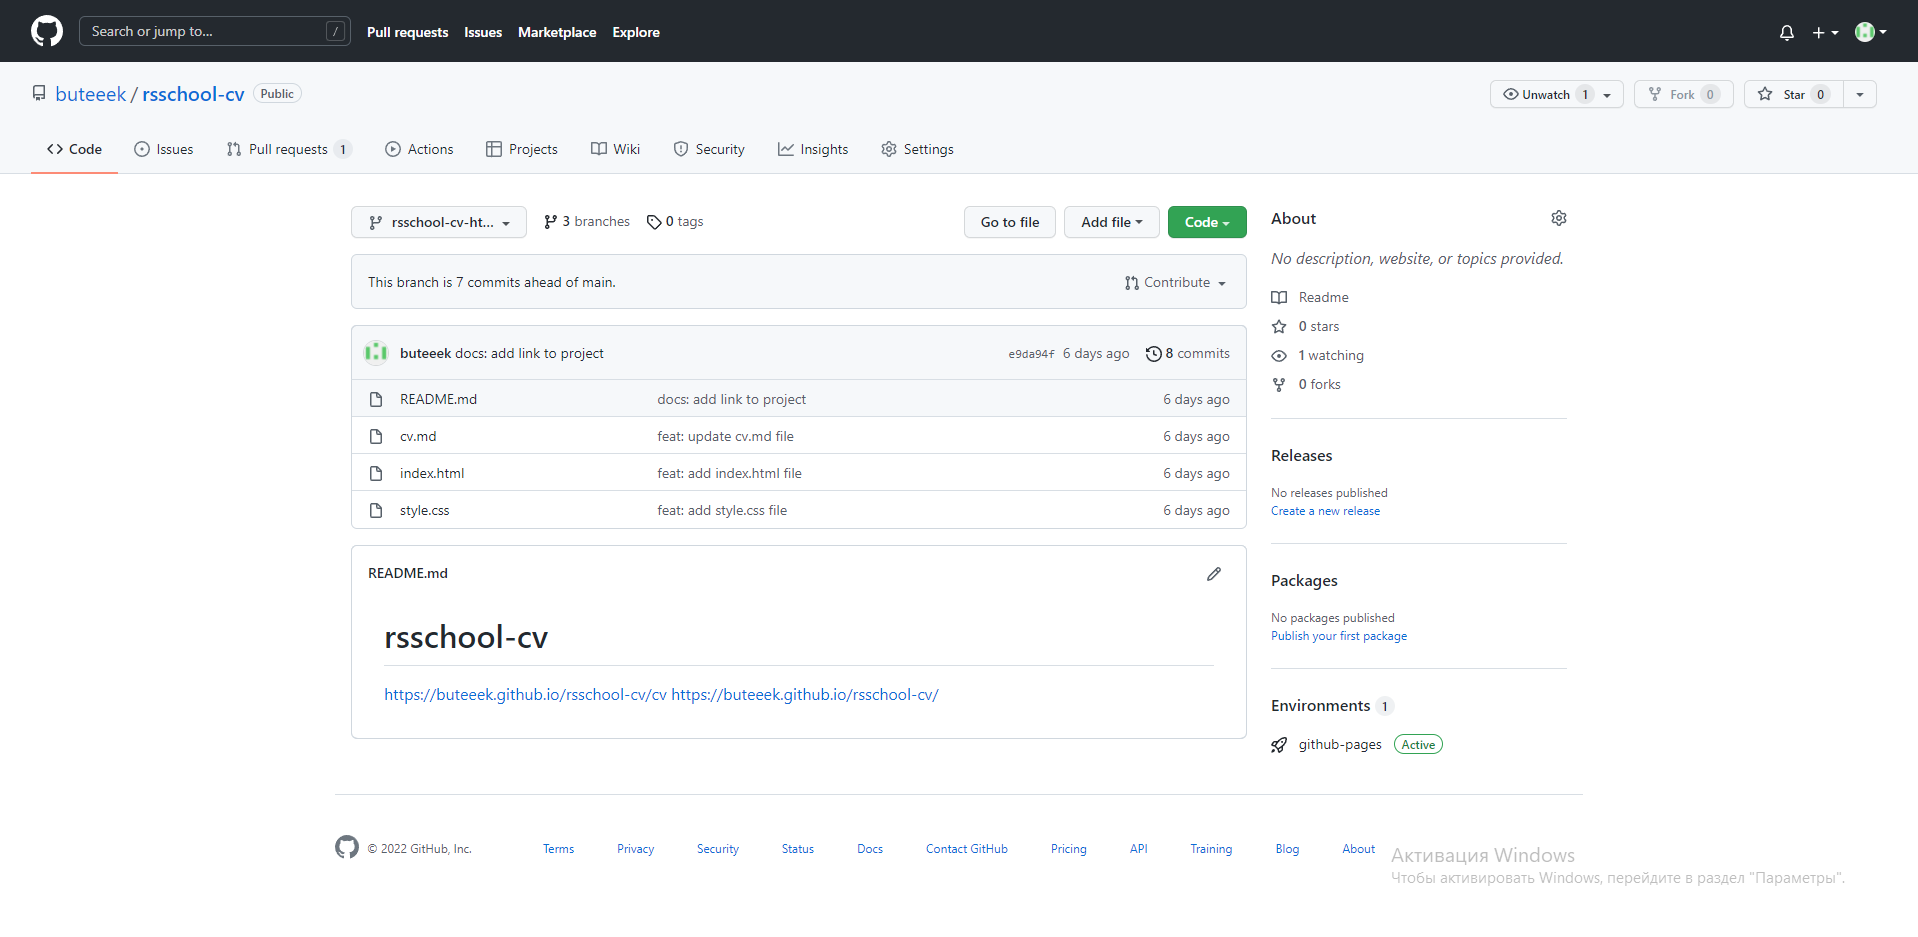 Search or jump to... /
Pull requests Issues Marketplace Explore
buteeek / rsschool-cv Public
Unwatch 1 Fork 0 Star 0
Code Issues Pull requests 1 Actions Projects Wiki Security Insights Settings
rsschool-cv-ht... 3 branches 0 tags Go to file Add file Code
This branch is 7 commits ahead of main. Contribute
buteeek docs: add link to project e9da94f 6 days ago 8 commits
README.md docs: add link to project 6 days ago
cv.md feat: update cv.md file 6 days ago
index.html feat: add index.html file 6 days ago
style.css feat: add style.css file 6 days ago
README.md
rsschool-cv
https://buteeek.github.io/rsschool-cv/cv https://buteeek.github.io/rsschool-cv/
About
No description, website, or topics provided.
Readme
0 stars
1 watching
0 forks
Releases
No releases published
Create a new release
Packages
No packages published
Publish your first package
Environments 1
github-pages Active
© 2022 GitHub, Inc. Terms Privacy Security Status Docs Contact GitHub Pricing API Training Blog About
Активация Windows
Чтобы активировать Windows, перейдите в раздел "Параметры".